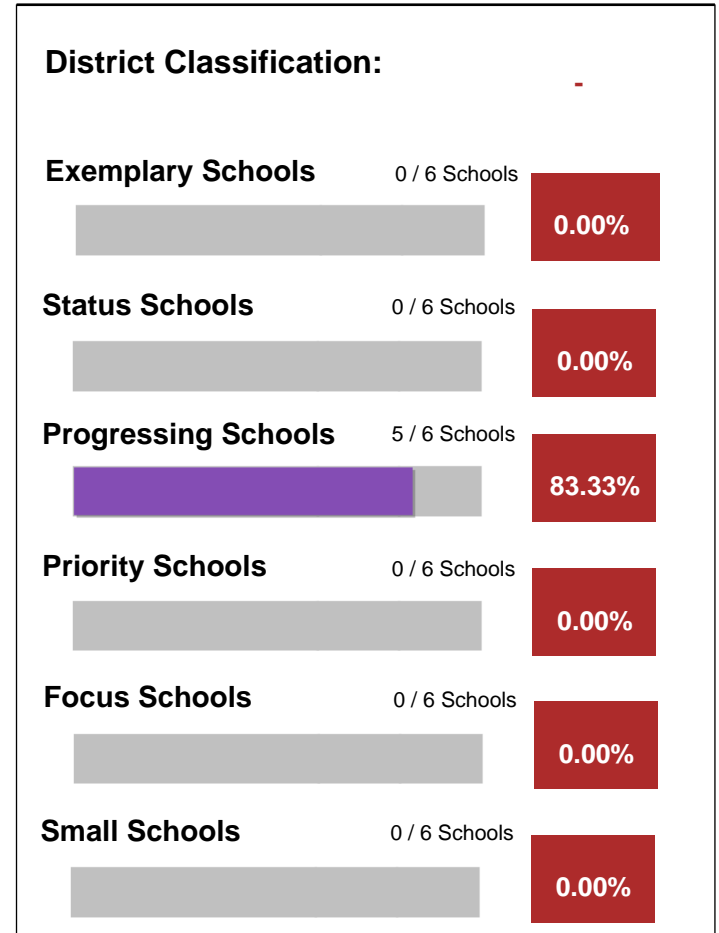 District Classification:
-
Exemplary Schools 0 / 6 Schools
0.00%
Status Schools 0 / 6 Schools
0.00%
Progressing Schools 5 / 6 Schools
83.33%
Priority Schools 0 / 6 Schools
0.00%
Focus Schools 0 / 6 Schools
0.00%
Small Schools 0 / 6 Schools
0.00%